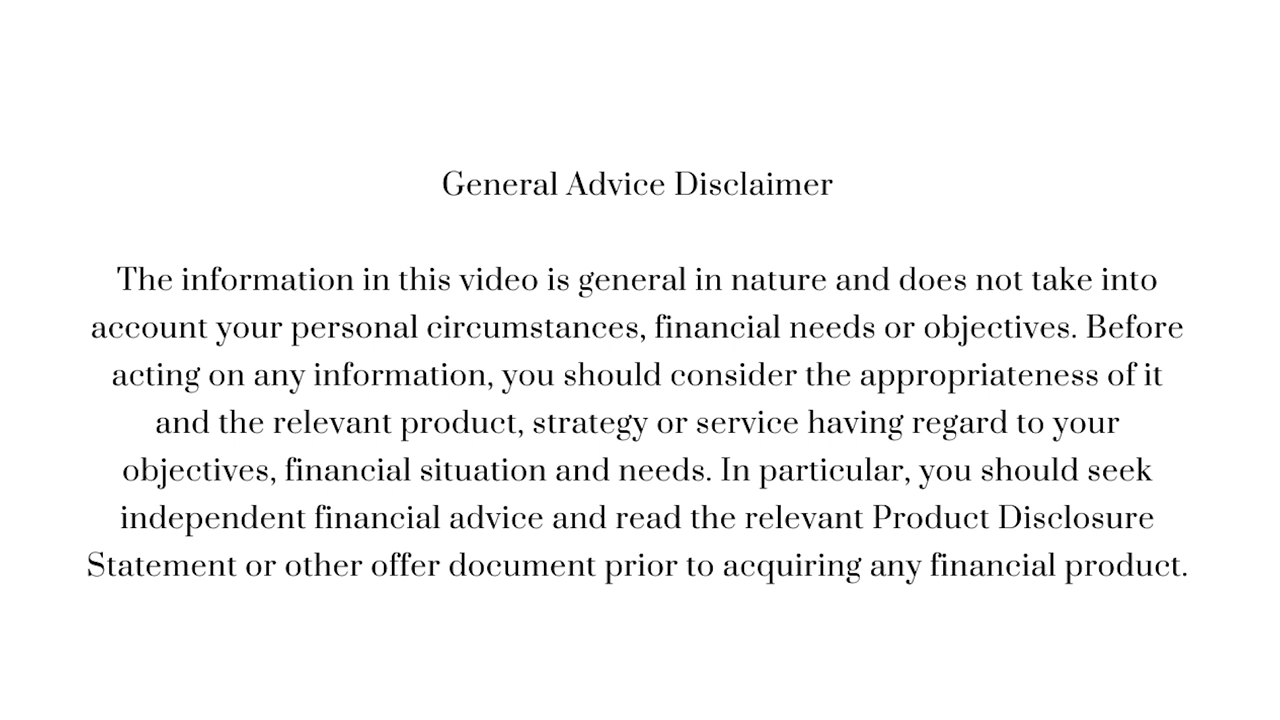 General Advice Disclaimer
The information in this video is general in nature and does not take into
account your personal circumstances, financial needs or objectives. Before
acting on any information, you should consider the appropriateness of it
and the relevant product, strategy or service having regard to your
objectives, financial situation and needs. In particular, you should seek
independent financial advice and read the relevant Product Disclosure
Statement or other offer document prior to acquiring any financial product.